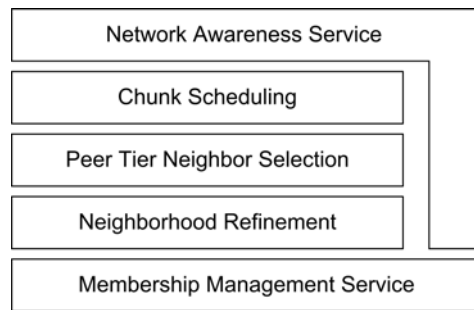 Network Awareness Service
Chunk Scheduling
Peer Tier Neighbor Selection
Neighborhood Refinement
Membership Management Service